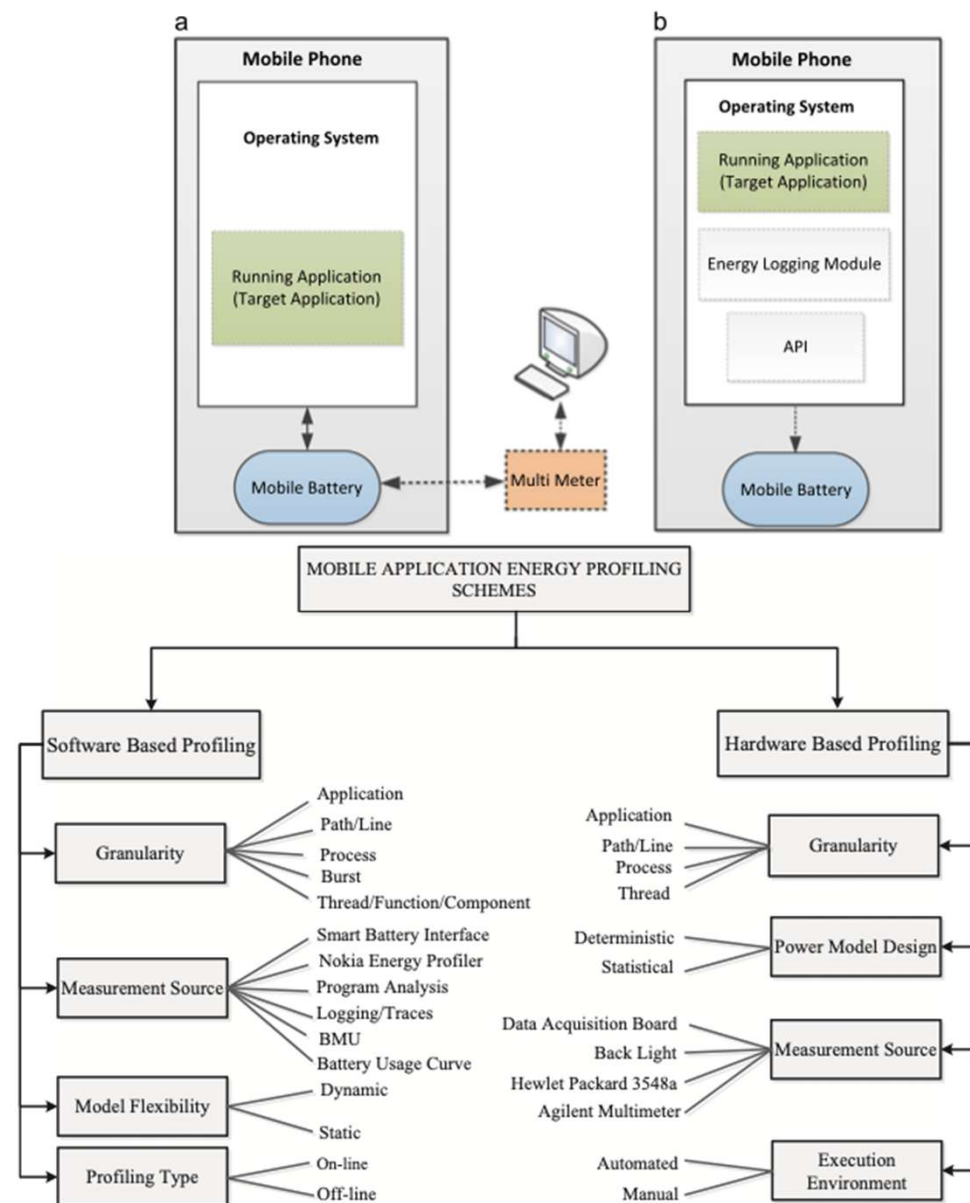 a
Mobile Phone
Operating System
Running Application
(Target Application)
Mobile Battery
Multi Meter
b
Mobile Phone
Operating System
Running Application
(Target Application)
Energy Logging Module
API
Mobile Battery
MOBILE APPLICATION ENERGY PROFILING
SCHEMES
Software Based Profiling
Granularity
Application
Path/Line
Process
Burst
Thread/Function/Component
Measurement Source
Smart Battery Interface
Nokia Energy Profiler
Program Analysis
Logging/Traces
BMU
Battery Usage Curve
Model Flexibility
Dynamic
Static
Profiling Type
On-line
Off-line
Hardware Based Profiling
Application
Path/Line
Process
Thread
Granularity
Deterministic
Statistical
Power Model Design
Data Acquisition Board
Back Light
Hewlet Packard 3548a
Agilent Multimeter
Measurement Source
Automated
Manual
Execution
Environment